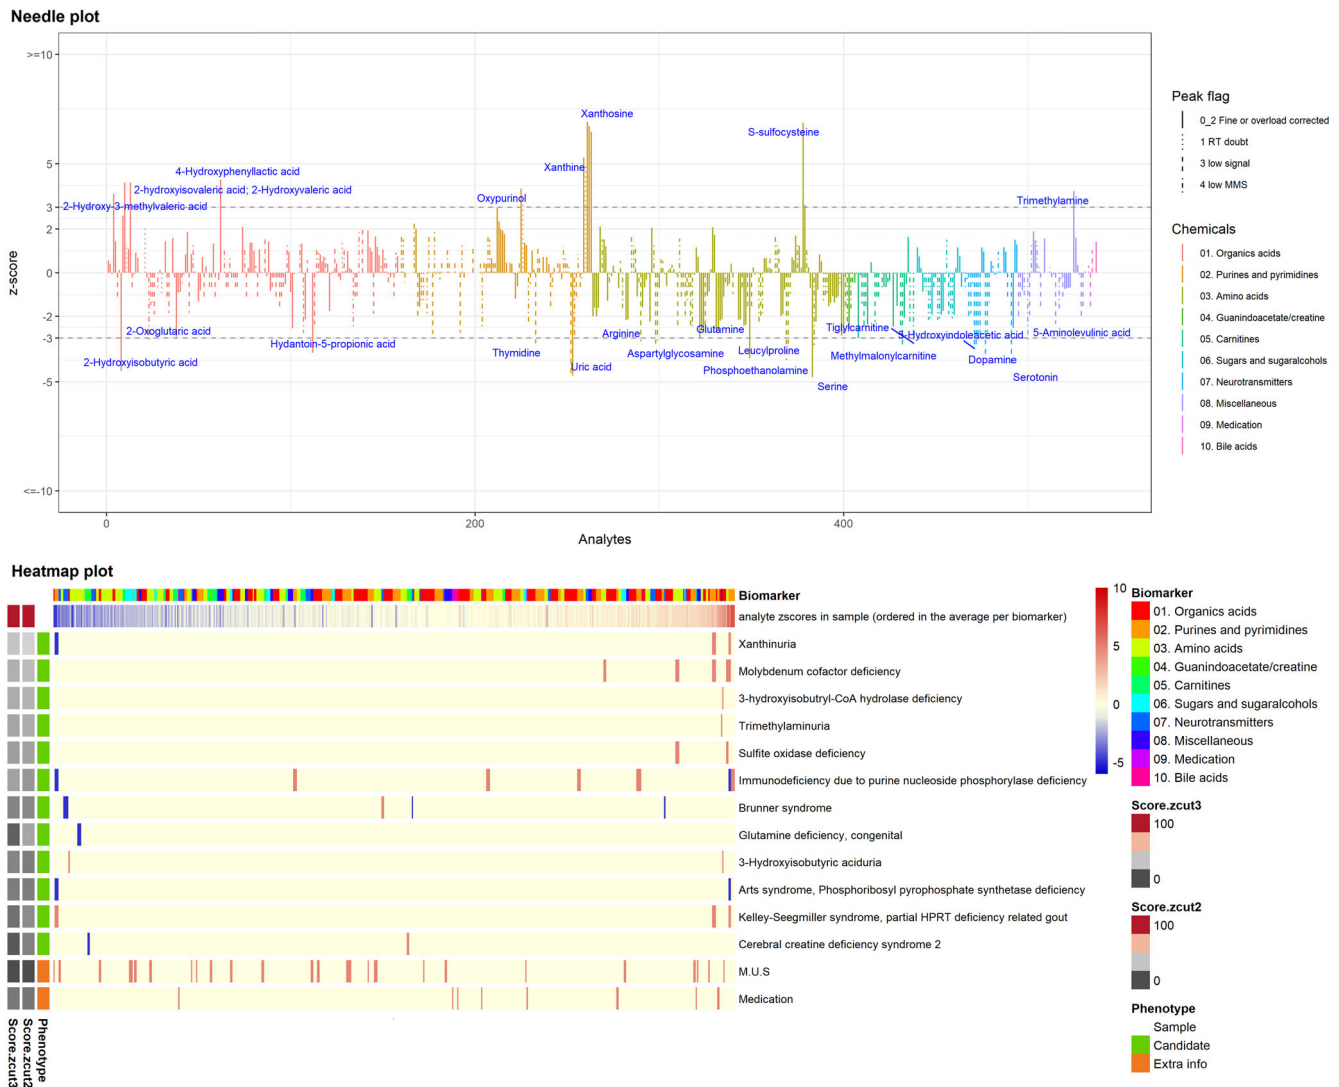 Needle plot
>=10
5
3
2
0
-2
-3
-5
<=-10
z-score
0
200
400
Analytes
Xanthosine
S-sulfocysteine
Xanthine
4-Hydroxyphenyllactic acid
2-hydroxyisovaleric acid; 2-Hydroxyvaleric acid
Oxypurinol
Trimethylamine
2-Hydroxy-3-methylvaleric acid
2-Oxoglutaric acid
Hydantoin-5-propionic acid
2-Hydroxyisobutyric acid
Thymidine
Uric acid
Arginine
Aspartylglycosamine
Glutamine
Leucylproline
Phosphoethanolamine
Serine
Tiglylcarnitine
5-Hydroxyindoleacetic acid
5-Aminolevulinic acid
Methylmalonylcarnitine
Dopamine
Serotonin
Peak flag
0_2 Fine or overload corrected
1 RT doubt
3 low signal
4 low MMS
Chemicals
01. Organics acids
02. Purines and pyrimidines
03. Amino acids
04. Guanindoacetate/creatine
05. Carnitines
06. Sugars and sugaralcohols
07. Neurotransmitters
08. Miscellaneous
09. Medication
10. Bile acids
Heatmap plot
Biomarker
analyte zscores in sample (ordered in the average per biomarker)
Xanthinuria
Molybdenum cofactor deficiency
3-hydroxyisobutryl-CoA hydrolase deficiency
Trimethylaminuria
Sulfite oxidase deficiency
Immunodeficiency due to purine nucleoside phosphorylase deficiency
Brunner syndrome
Glutamine deficiency, congenital
3-Hydroxyisobutyric aciduria
Arts syndrome, Phosphoribosyl pyrophosphate synthetase deficiency
Kelley-Seegmiller syndrome, partial HPRT deficiency related gout
Cerebral creatine deficiency syndrome 2
M.U.S
Medication
Score.zcut3
Score.zcut2
Phenotype
10
5
0
-5
Biomarker
01. Organics acids
02. Purines and pyrimidines
03. Amino acids
04. Guanindoacetate/creatine
05. Carnitines
06. Sugars and sugaralcohols
07. Neurotransmitters
08. Miscellaneous
09. Medication
10. Bile acids
Score.zcut3
100
0
Score.zcut2
100
0
Phenotype
Sample
Candidate
Extra info